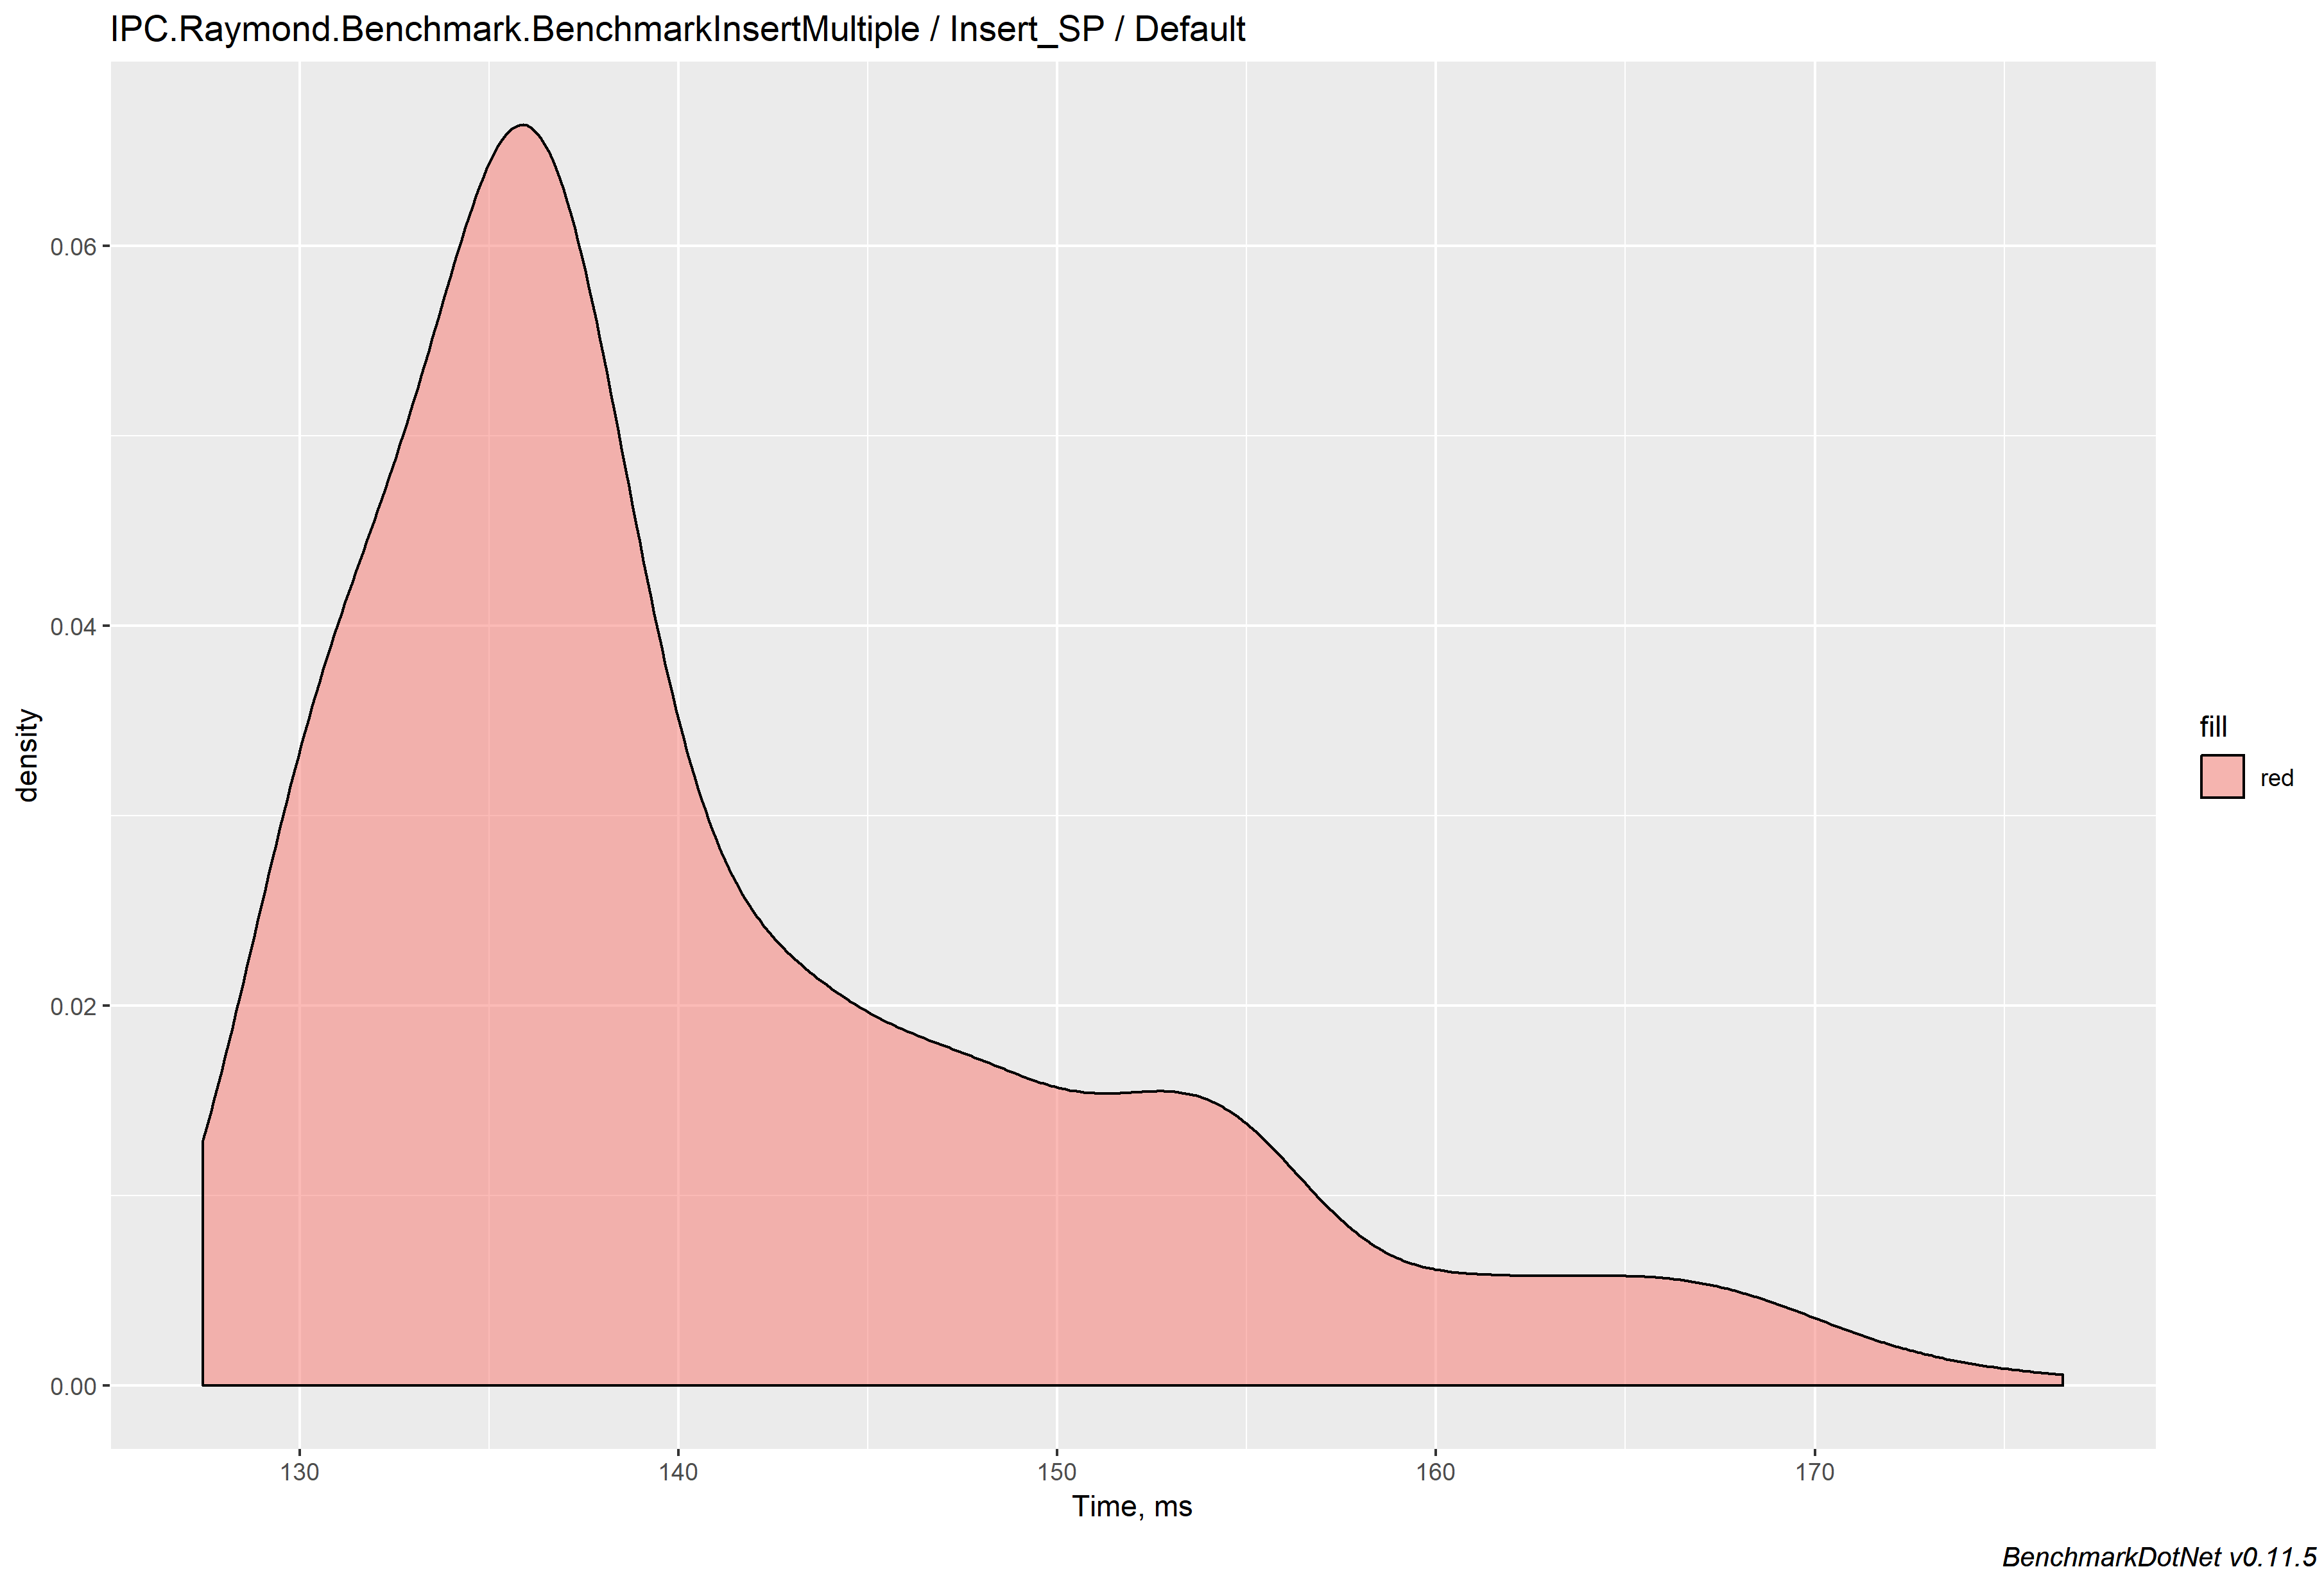 IPC.Raymond.Benchmark.BenchmarkInsertMultiple / Insert_SP / Default
density
0.06
0.04
0.02
0.00
130 140 150 160 170
Time, ms
fill
red
BenchmarkDotNet v0.11.5